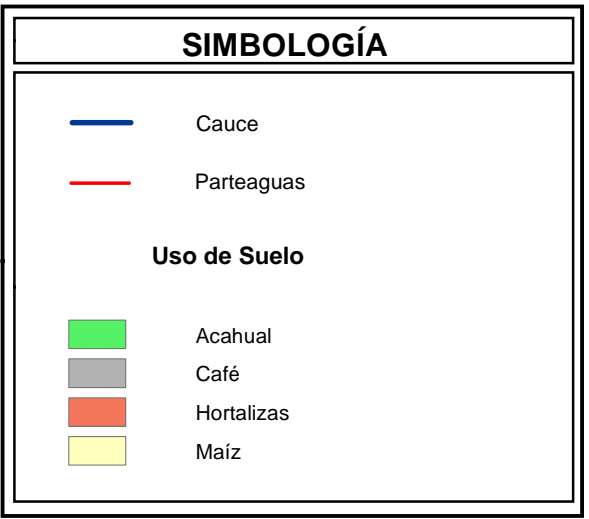 SIMBOLOGÍA
Cauce
Parteaguas
Uso de Suelo
Acahual
Café
Hortalizas
Maíz